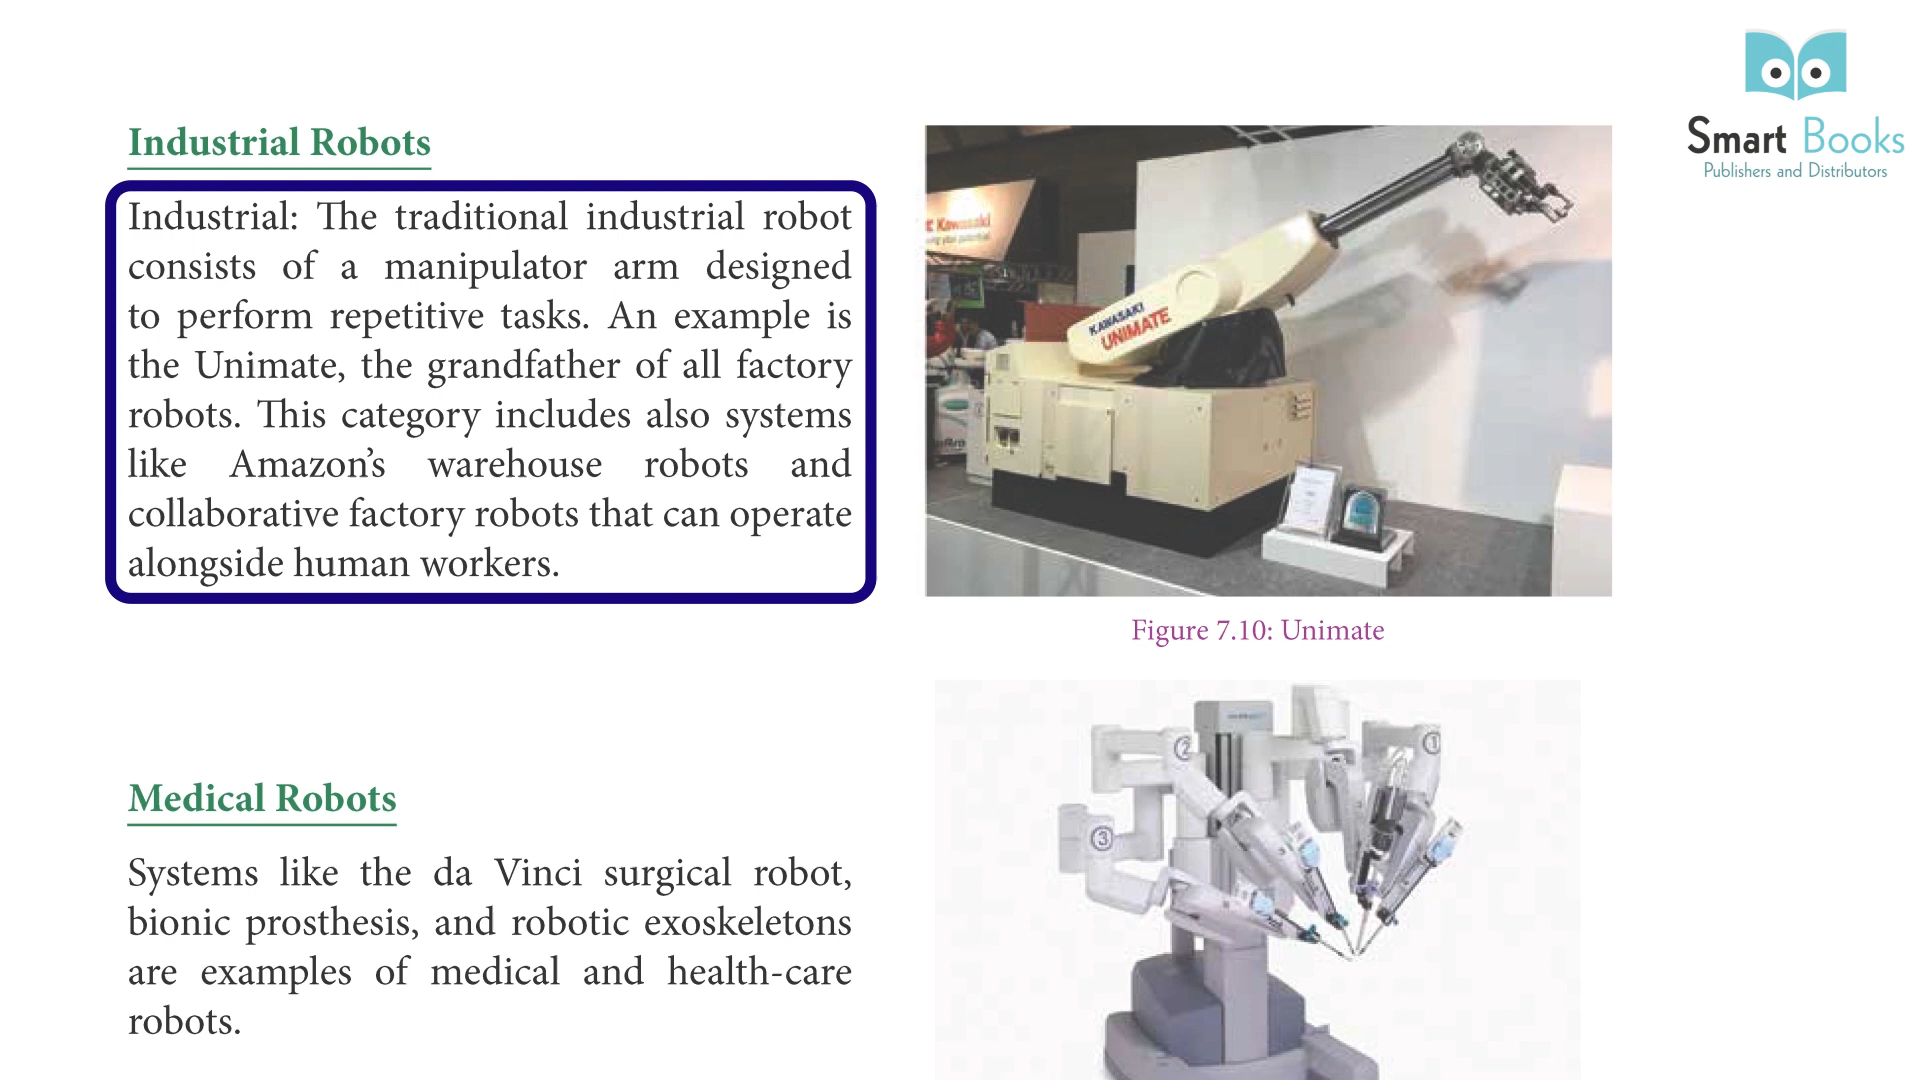 Smart Books
Publishers and Distributors
Industrial Robots
Industrial: The traditional industrial robot
consists of a manipulator arm designed
to perform repetitive tasks. An example is
the Unimate, the grandfather of all factory
robots. This category includes also systems
like Amazon’s warehouse robots and
collaborative factory robots that can operate
alongside human workers.
Kawasaki
KAWASAKI
UNIMATE
Figure 7.10: Unimate
Medical Robots
Systems like the da Vinci surgical robot,
bionic prosthesis, and robotic exoskeletons
are examples of medical and health-care
robots.
2
1
3